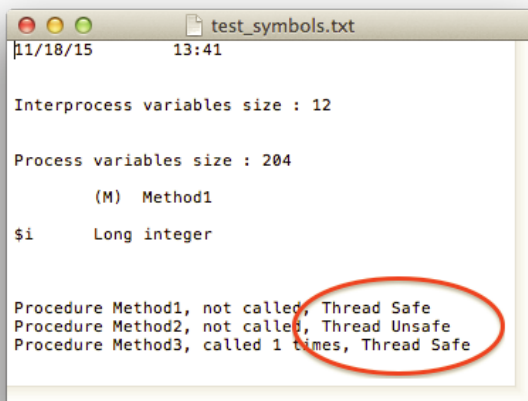 test_symbols.txt
11/18/15 13:41
Interprocess variables size : 12
Process variables size : 204
(M) Method1
$i Long integer
Procedure Method1, not called, Thread Safe
Procedure Method2, not called, Thread Unsafe
Procedure Method3, called 1 times, Thread Safe